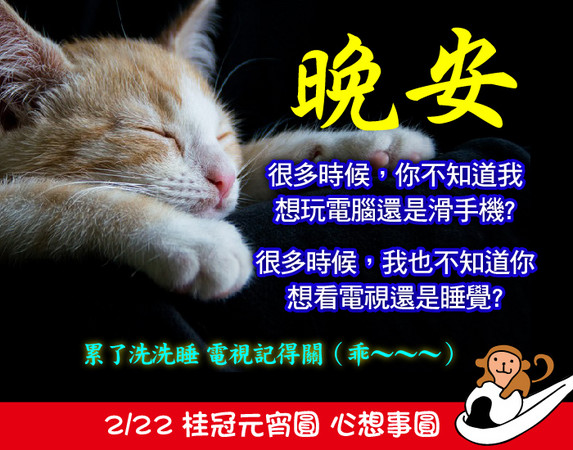 晚安
很多時候，你不知道我
想玩電腦還是滑手機?
很多時候，我也不知道你
想看電視還是睡覺?
累了洗洗睡 電視記得關（乖～～～）
2/22 桂冠元宵圓 心想事圓